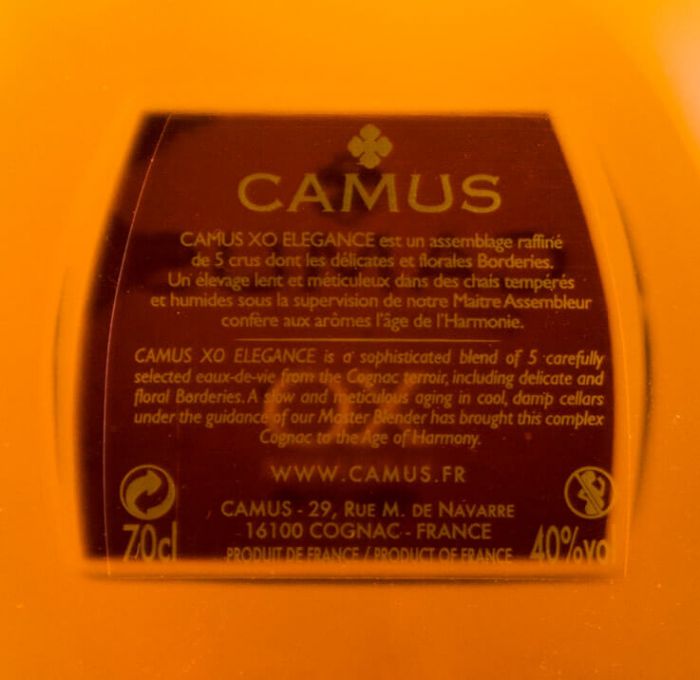 CAMUS
CAMUS XO ELEGANCE est un assemblage raffiné
de 5 crus dont les délicates et florales Borderies.
Un élevage lent et méticuleux dans des chais tempérés
et humides sous la supervision de notre Maitre Assembleur
confère aux arômes l'âge de l'Harmonie.
CAMUS XO ELEGANCE is a sophisticated blend of 5 carefully
selected eaux-de-vie from the Cognac terroir, including delicate and
floral Borderies. A slow and meticulous aging in cool, damp cellars
under the guidance of our Master Blender has brought this complex
Cognac to the Age of Harmony.
WWW.CAMUS.FR
CAMUS - 29, RUE M. DE NAVARRE
16100 COGNAC - FRANCE
70cl PRODUIT DE FRANCE / PRODUCT OF FRANCE 40%vo